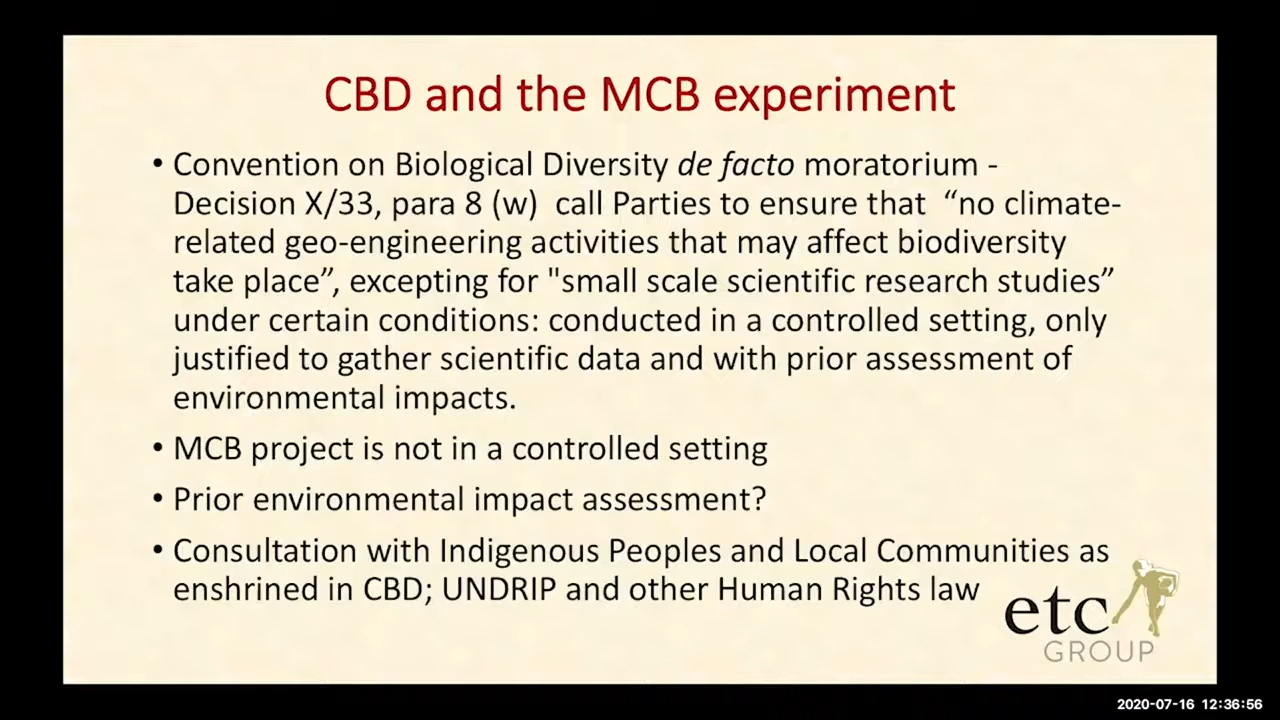 CBD and the MCB experiment
• Convention on Biological Diversity de facto moratorium -
Decision X/33, para 8 (w)  call Parties to ensure that  “no climate-
related geo-engineering activities that may affect biodiversity
take place”, excepting for "small scale scientific research studies”
under certain conditions: conducted in a controlled setting, only
justified to gather scientific data and with prior assessment of
environmental impacts.
• MCB project is not in a controlled setting
• Prior environmental impact assessment?
• Consultation with Indigenous Peoples and Local Communities as
enshrined in CBD; UNDRIP and other Human Rights law
etc
GROUP
2020-07-16 12:36:56